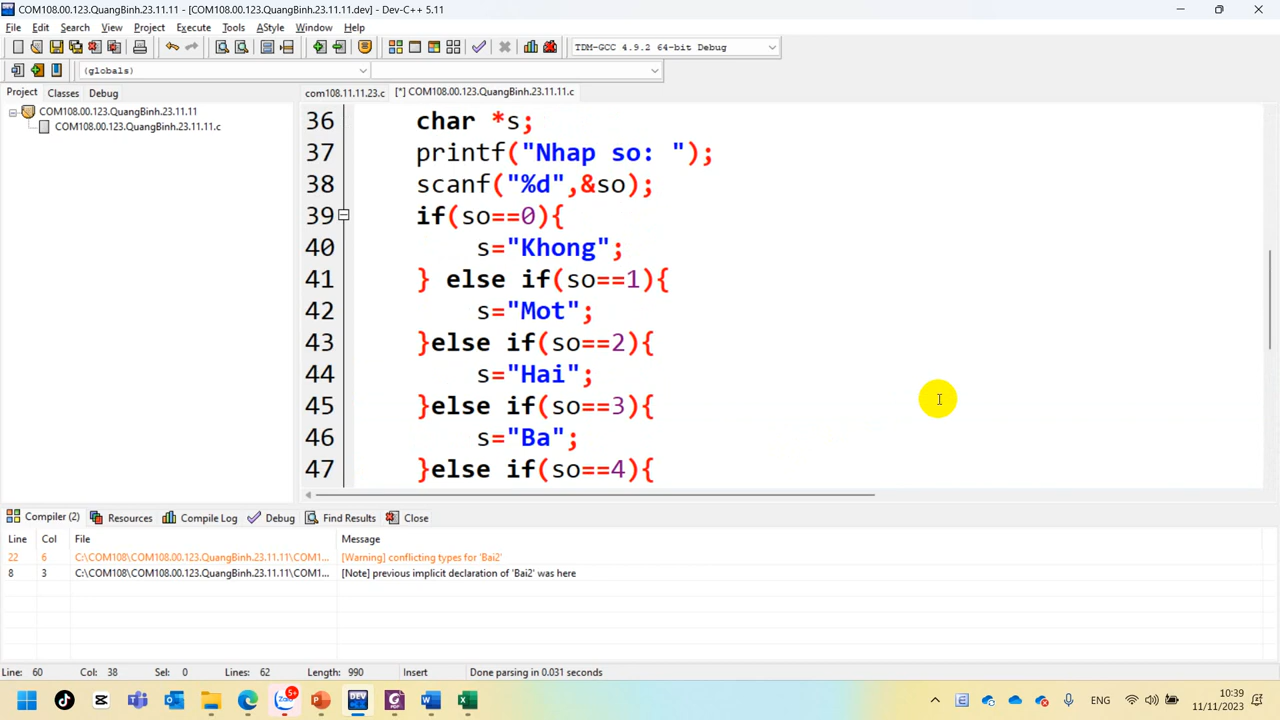 COM108.00.123.QuangBinh.23.11.11 - [COM108.00.123.QuangBinh.23.11.11.dev] - Dev-C++ 5.11
File Edit Search View Project Execute Tools AStyle Window Help
TDM-GCC 4.9.2 64-bit Debug
(globals)
Project Classes Debug
com108.11.11.23.c [*] COM108.00.123.QuangBinh.23.11.11.c
COM108.00.123.QuangBinh.23.11.11
COM108.00.123.QuangBinh.23.11.11.c
36 char *s;
37 printf("Nhap so: ");
38 scanf("%d",&so);
39 if(so==0){
40 s="Khong";
41 } else if(so==1){
42 s="Mot";
43 }else if(so==2){
44 s="Hai";
45 }else if(so==3){
46 s="Ba";
47 }else if(so==4){
Compiler (2) Resources Compile Log Debug Find Results Close
Line Col File Message
22 6 C:\COM108\COM108.00.123.QuangBinh.23.11.11\COM1... [Warning] conflicting types for 'Bai2'
8 3 C:\COM108\COM108.00.123.QuangBinh.23.11.11\COM1... [Note] previous implicit declaration of 'Bai2' was here
Line: 60 Col: 38 Sel: 0 Lines: 62 Length: 990 Insert Done parsing in 0.031 seconds
5+
Zalo
DEV
ENG
10:39
11/11/2023